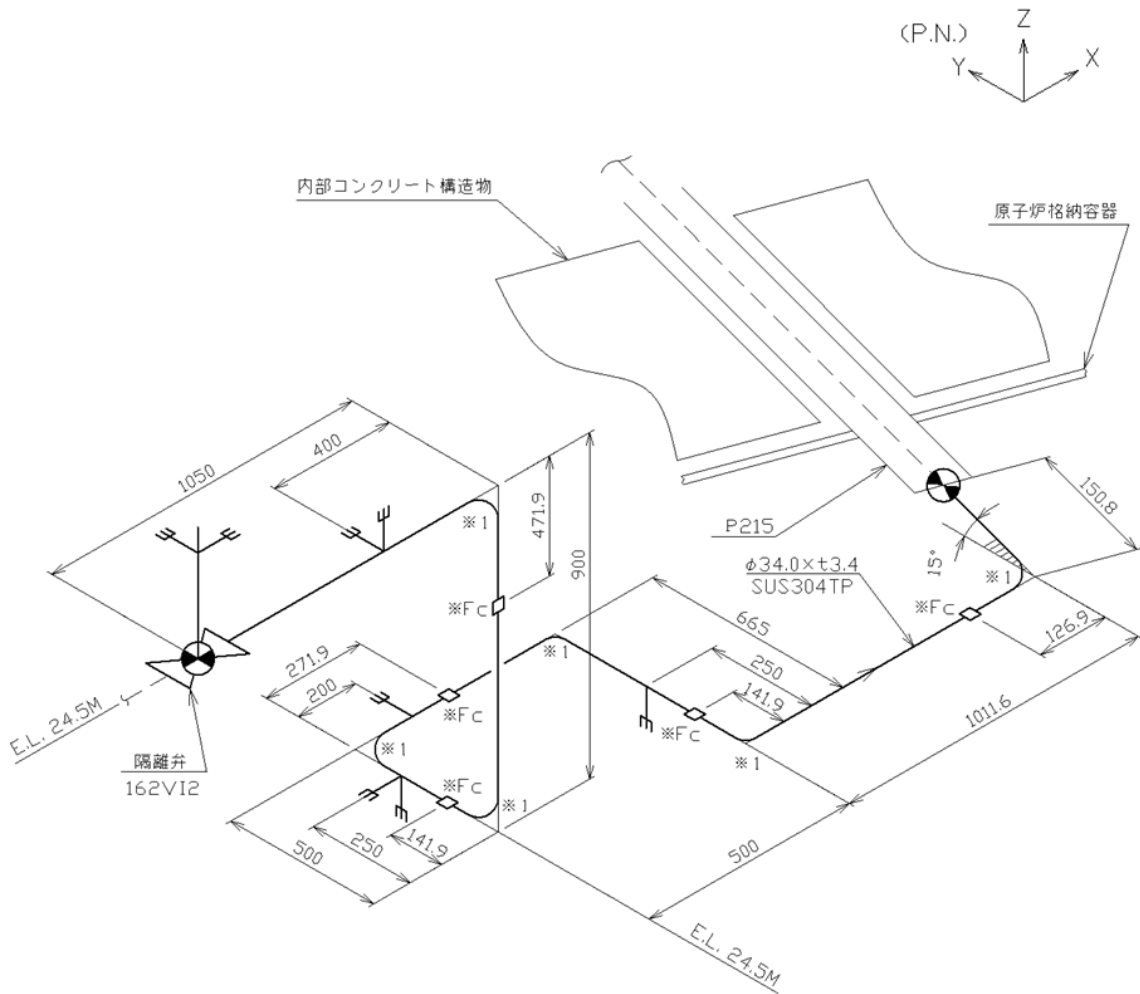 (P.N.)
Z
Y
X
内部コンクリート構造物
原子炉格納容器
1050
400
※1
471.9
900
P215
150.8
15°
※1
φ34.0×t3.4
SUS304TP
※Fc
※Fc
126.9
665
250
141.9
1011.6
271.9
200
※Fc
※1
※Fc
※1
E.L. 24.5M
隔離弁
162VI2
※1
※Fc
※1
141.9
250
500
500
E.L. 24.5M